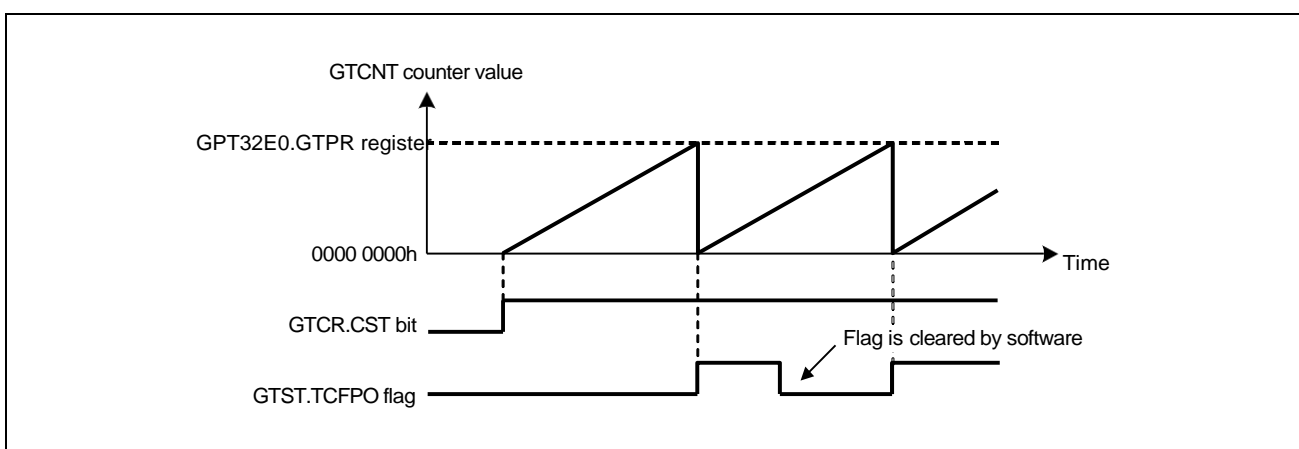 GTCNT counter value
GPT32E0.GTPR register
0000 0000h
Time
GTCR.CST bit
Flag is cleared by software
GTST.TCFPO flag